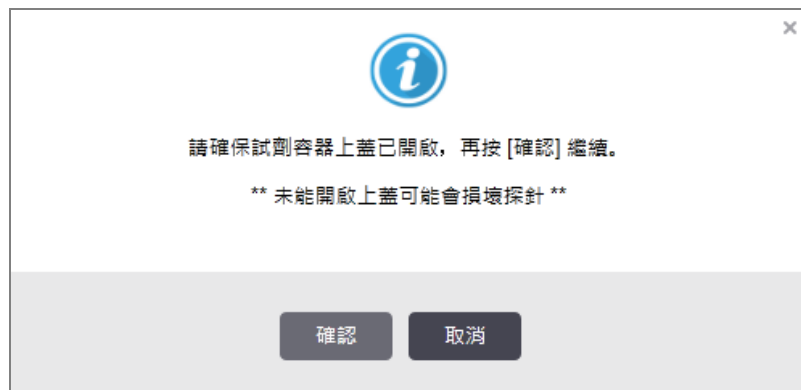 請確保試劑容器上蓋已開啟，再按 [確認] 繼續。
** 未能開啟上蓋可能會損壞探針 **
確認
取消